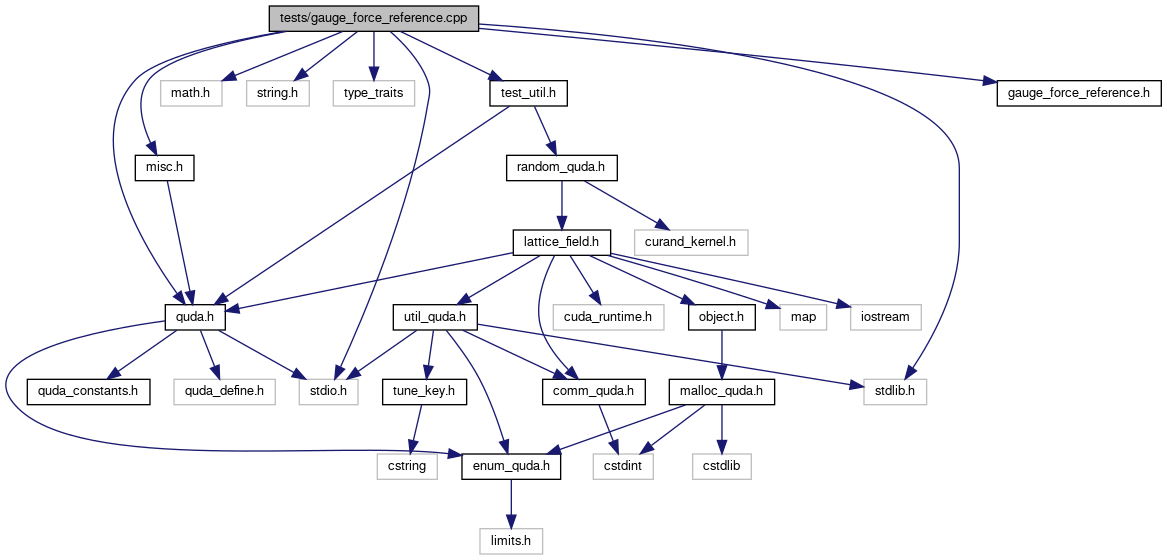 tests/gauge_force_reference.cpp
math.h
string.h
type_traits
test_util.h
gauge_force_reference.h
misc.h
random_quda.h
lattice_field.h
curand_kernel.h
quda.h
util_quda.h
cuda_runtime.h
object.h
map
iostream
quda_constants.h
quda_define.h
stdio.h
tune_key.h
comm_quda.h
malloc_quda.h
stdlib.h
cstring
enum_quda.h
cstdint
cstdlib
limits.h